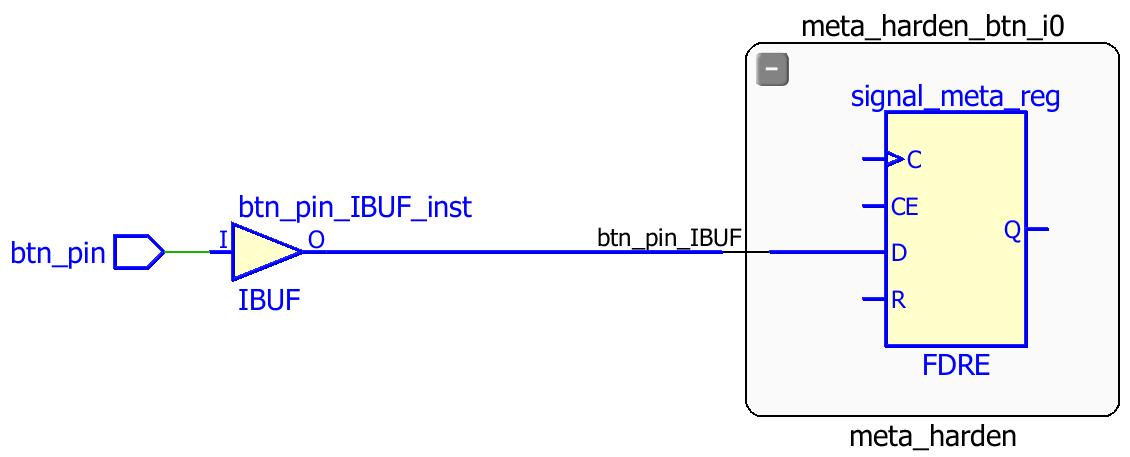 meta_harden_btn_i0
−
signal_meta_reg
C
btn_pin_IBUF_inst
CE
btn_pin
I
O
btn_pin_IBUF
D
Q
IBUF
R
FDRE
meta_harden